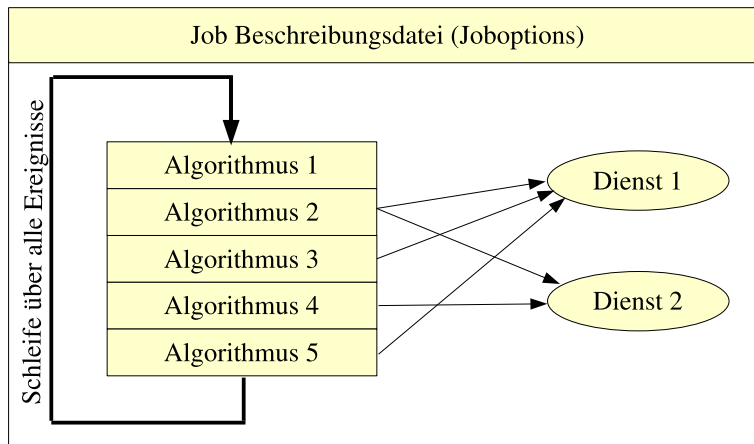 Job Beschreibungsdatei (Joboptions)
Schleife über alle Ereignisse
Algorithmus 1
Algorithmus 2
Algorithmus 3
Algorithmus 4
Algorithmus 5
Dienst 1
Dienst 2